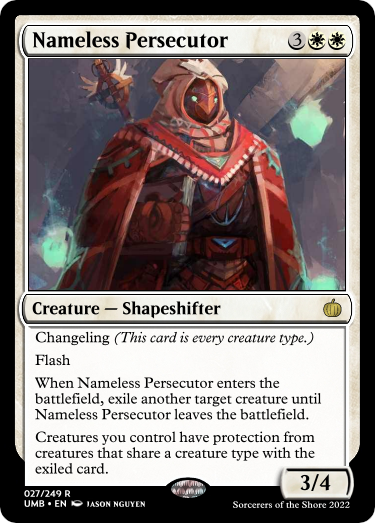 Nameless Persecutor 3
Creature — Shapeshifter
Changeling (This card is every creature type.)
Flash
When Nameless Persecutor enters the
battlefield, exile another target creature until
Nameless Persecutor leaves the battlefield.
Creatures you control have protection from
creatures that share a creature type with the
exiled card.
3/4
027/249 R
UMB • EN JASON NGUYEN
Sorcerers of the Shore 2022